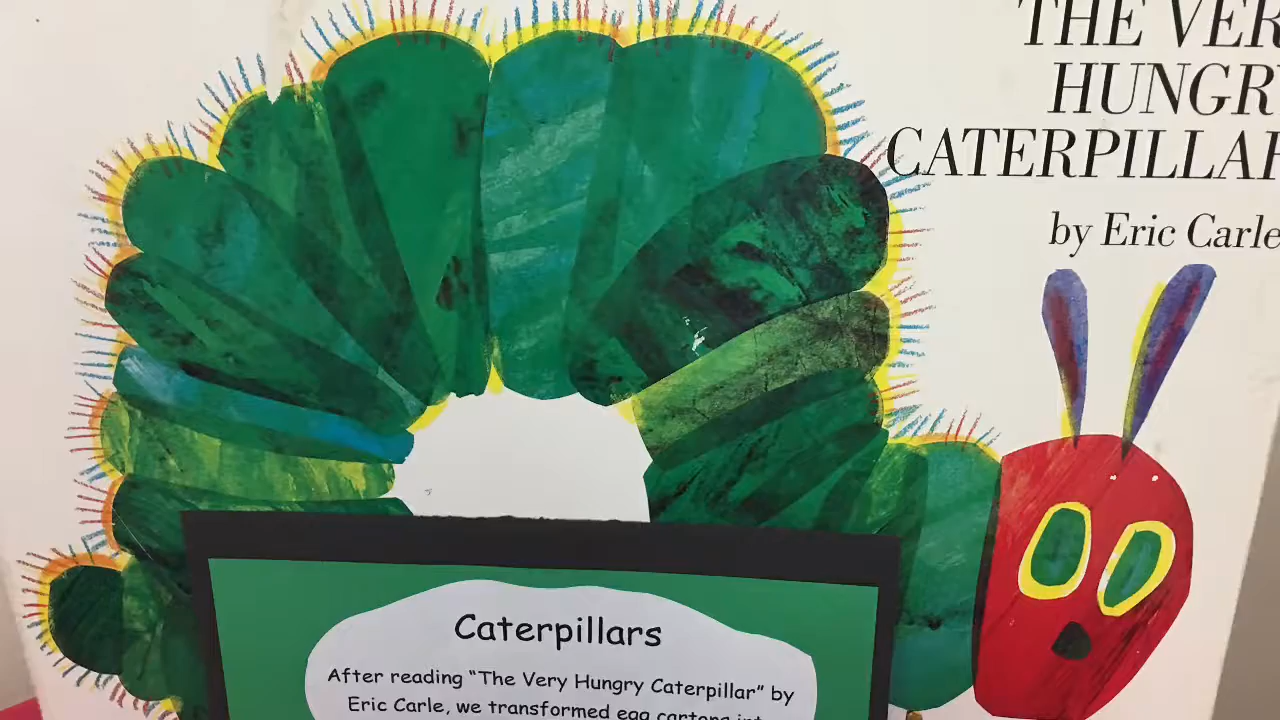 THE VER
HUNGR
CATERPILLAR
by Eric Carle
Caterpillars
After reading “The Very Hungry Caterpillar” by
Eric Carle, we transformed egg cartons int